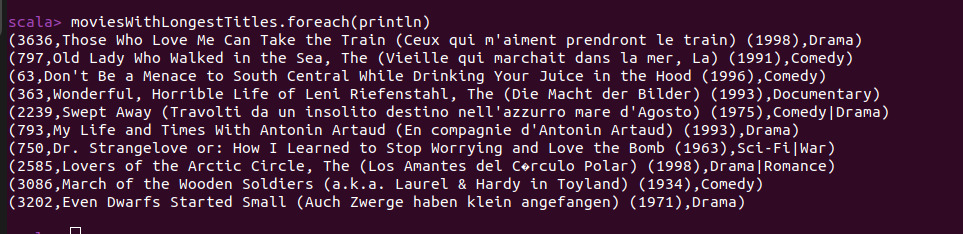 scala> moviesWithLongestTitles.foreach(println)
(3636,Those Who Love Me Can Take the Train (Ceux qui m'aiment prendront le train) (1998),Drama)
(797,Old Lady Who Walked in the Sea, The (Vieille qui marchait dans la mer, La) (1991),Comedy)
(63,Don't Be a Menace to South Central While Drinking Your Juice in the Hood (1996),Comedy)
(363,Wonderful, Horrible Life of Leni Riefenstahl, The (Die Macht der Bilder) (1993),Documentary)
(2239,Swept Away (Travolti da un insolito destino nell'azzurro mare d'Agosto) (1975),Comedy|Drama)
(793,My Life and Times With Antonin Artaud (En compagnie d'Antonin Artaud) (1993),Drama)
(750,Dr. Strangelove or: How I Learned to Stop Worrying and Love the Bomb (1963),Sci-Fi|War)
(2585,Lovers of the Arctic Circle, The (Los Amantes del C�rculo Polar) (1998),Drama|Romance)
(3086,March of the Wooden Soldiers (a.k.a. Laurel & Hardy in Toyland) (1934),Comedy)
(3202,Even Dwarfs Started Small (Auch Zwerge haben klein angefangen) (1971),Drama)